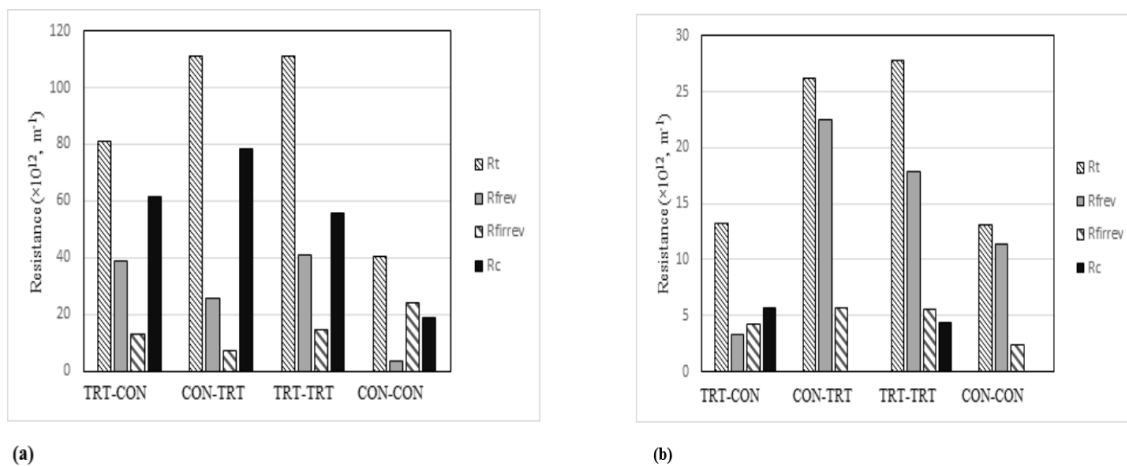 120
100
80
60
40
20
0
Resistance (×10¹², m⁻¹)
TRT-CON CON-TRT TRT-TRT CON-CON
Rt
Rfrev
Rfirrev
Rc
(a)
30
25
20
15
10
5
0
Resistance (×10¹², m⁻¹)
TRT-CON CON-TRT TRT-TRT CON-CON
Rt
Rfrev
Rfirrev
Rc
(b)